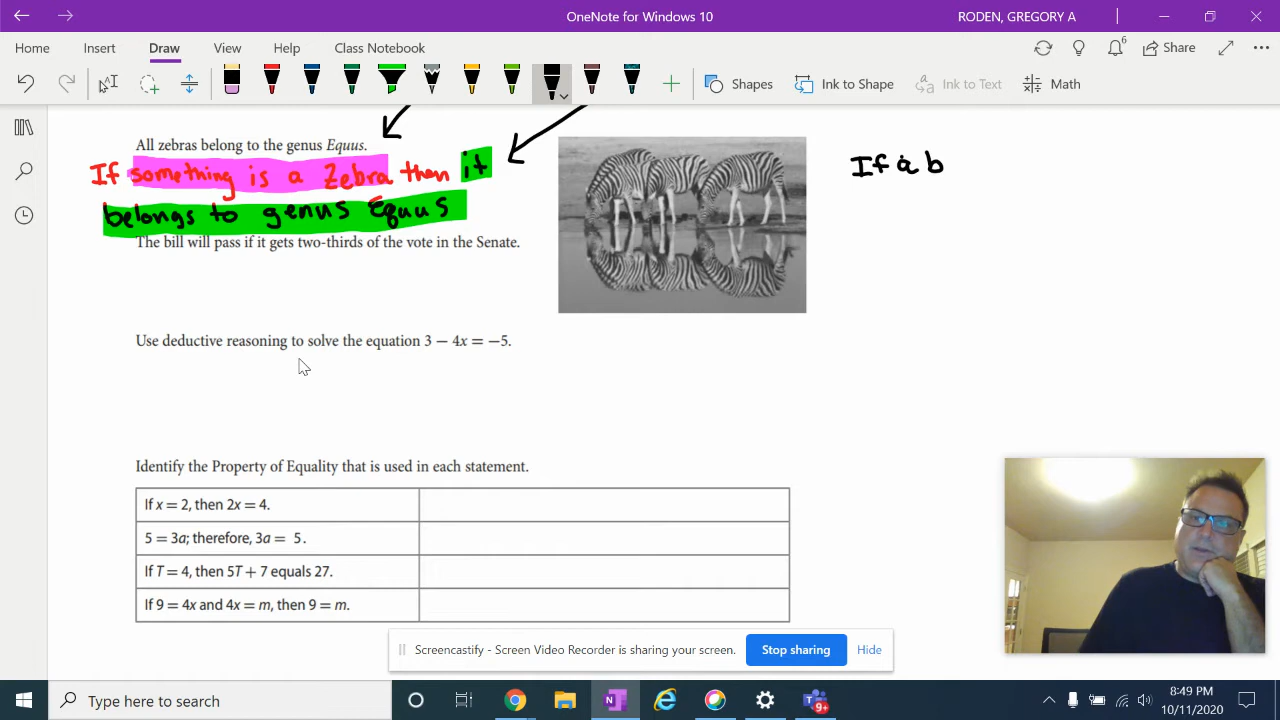 OneNote for Windows 10
RODEN, GREGORY A
Home
Insert
Draw
View
Help
Class Notebook
6
Share
Shapes
Ink to Shape
Ink to Text
Math
All zebras belong to the genus Equus.
If something is a Zebra then it
belongs to genus Equus
The bill will pass if it gets two-thirds of the vote in the Senate.
If a b
Use deductive reasoning to solve the equation 3 − 4x = −5.
Identify the Property of Equality that is used in each statement.
If x = 2, then 2x = 4.
5 = 3a; therefore, 3a = 5.
If T = 4, then 5T + 7 equals 27.
If 9 = 4x and 4x = m, then 9 = m.
Screencastify - Screen Video Recorder is sharing your screen.
Stop sharing
Hide
Type here to search
9+
8:49 PM
10/11/2020